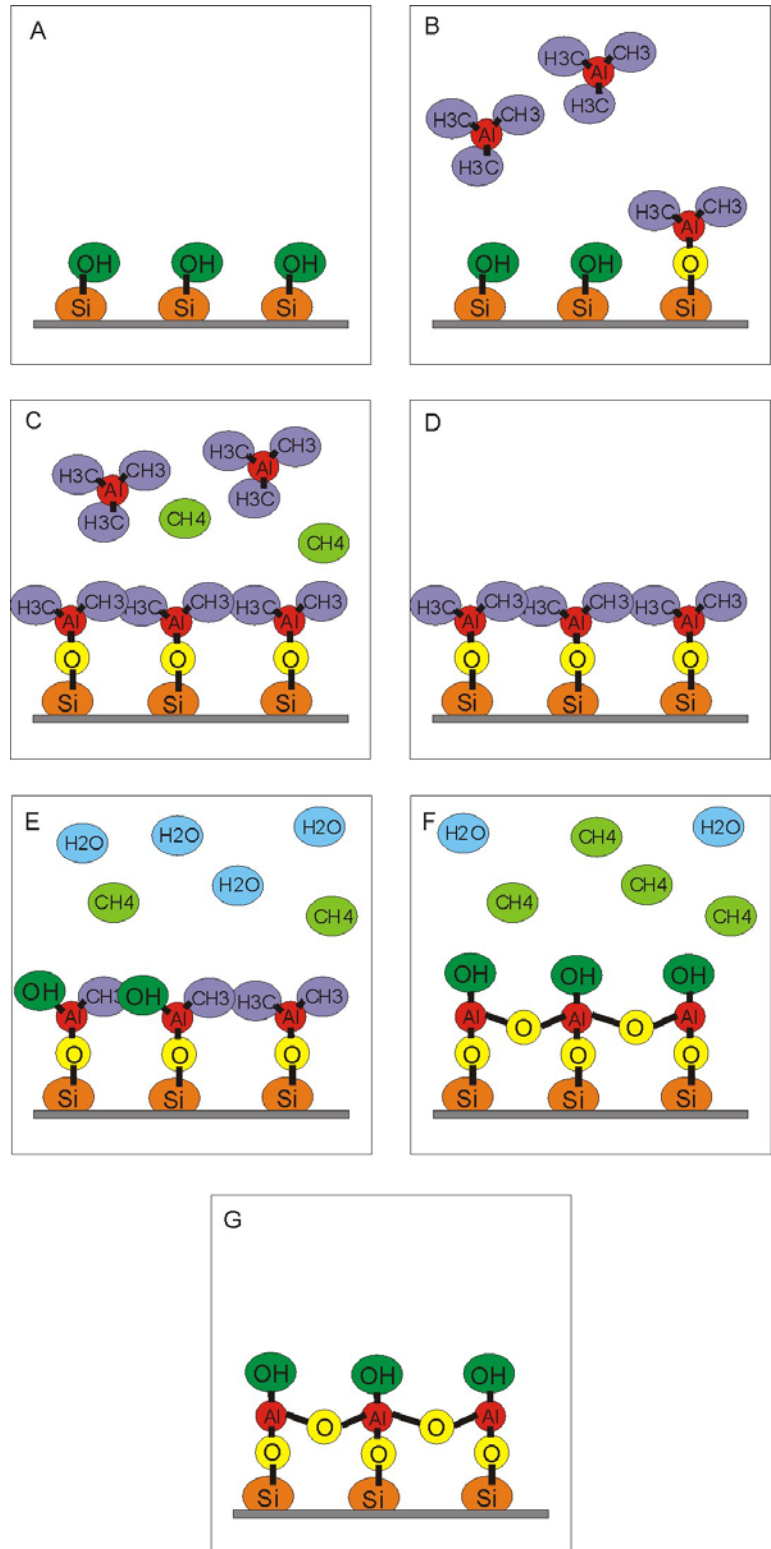 A
OH OH OH
Si Si Si
B
H3C CH3
Al
H3C
H3C CH3
Al
H3C
H3C CH3
Al
OH OH O
Si Si Si
C
H3C CH3
Al
H3C
H3C CH3
Al
H3C
CH4
CH4
H3C CH3 H3C CH3 H3C CH3
Al Al Al
O O O
Si Si Si
D
H3C CH3 H3C CH3 H3C CH3
Al Al Al
O O O
Si Si Si
E
H2O H2O H2O
H2O
CH4 CH4
OH CH3 OH CH3 H3C CH3
Al Al Al
O O O
Si Si Si
F
H2O CH4 H2O
CH4
CH4 CH4
OH OH OH
Al Al Al
O O
O O O
Si Si Si
G
OH OH OH
Al Al Al
O O
O O O
Si Si Si